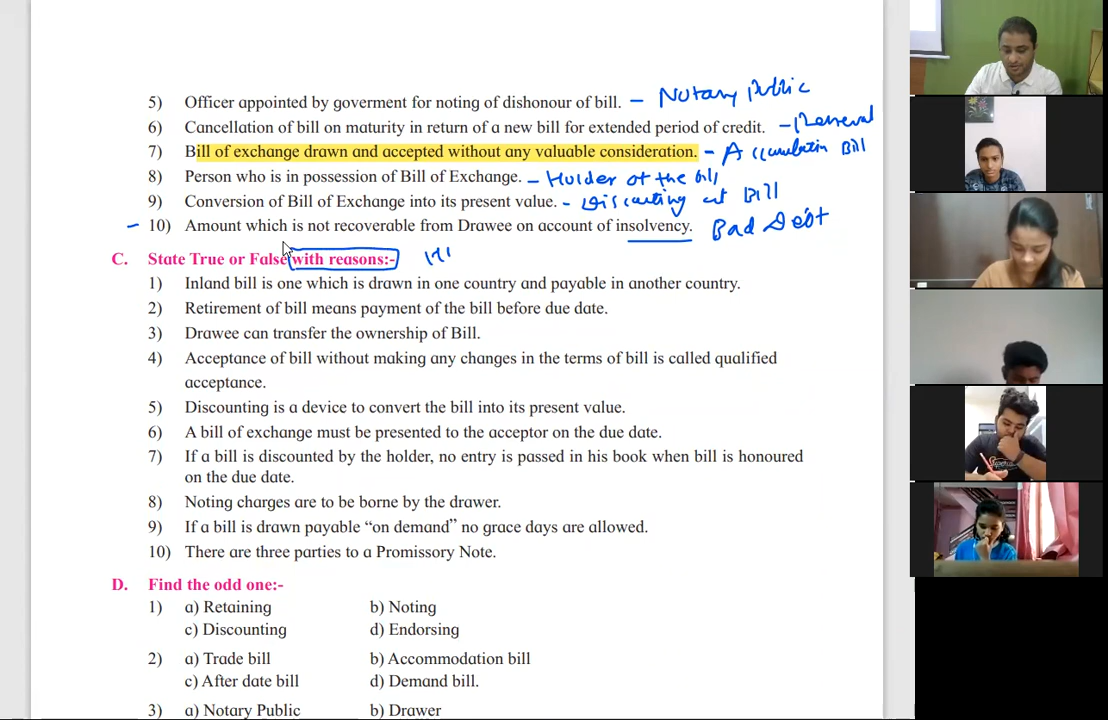 5) Officer appointed by goverment for noting of dishonour of bill. – Notary Public
6) Cancellation of bill on maturity in return of a new bill for extended period of credit. – Renewal
7) Bill of exchange drawn and accepted without any valuable consideration. – Bill
8) Person who is in possession of Bill of Exchange. – Holder of the bill
9) Conversion of Bill of Exchange into its present value. - Bill
– 10) Amount which is not recoverable from Drawee on account of insolvency. Bad Debt
C. State True or False with reasons:-
1) Inland bill is one which is drawn in one country and payable in another country.
2) Retirement of bill means payment of the bill before due date.
3) Drawee can transfer the ownership of Bill.
4) Acceptance of bill without making any changes in the terms of bill is called qualified
acceptance.
5) Discounting is a device to convert the bill into its present value.
6) A bill of exchange must be presented to the acceptor on the due date.
7) If a bill is discounted by the holder, no entry is passed in his book when bill is honoured
on the due date.
8) Noting charges are to be borne by the drawer.
9) If a bill is drawn payable “on demand” no grace days are allowed.
10) There are three parties to a Promissory Note.
D. Find the odd one:-
1) a) Retaining b) Noting
c) Discounting d) Endorsing
2) a) Trade bill b) Accommodation bill
c) After date bill d) Demand bill.
3) a) Notary Public b) Drawer